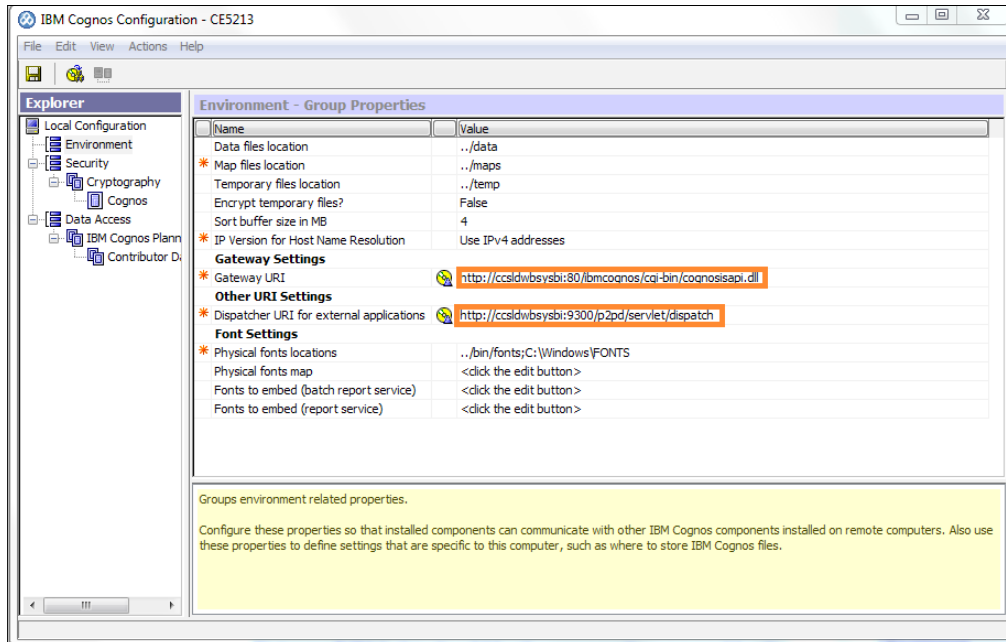 IBM Cognos Configuration - CE5213
File Edit View Actions Help
Explorer
Local Configuration
Environment
Security
Cryptography
Cognos
Data Access
IBM Cognos Plann
Contributor Da
Environment - Group Properties
Name Value
Data files location ../data
* Map files location ../maps
Temporary files location ../temp
Encrypt temporary files? False
Sort buffer size in MB 4
* IP Version for Host Name Resolution Use IPv4 addresses
Gateway Settings
* Gateway URI http://ccsldwbsysbi:80/ibmcognos/cgi-bin/cognosisapi.dll
Other URI Settings
* Dispatcher URI for external applications http://ccsldwbsysbi:9300/p2pd/servlet/dispatch
Font Settings
* Physical fonts locations ../bin/fonts;C:\Windows\FONTS
Physical fonts map <click the edit button>
Fonts to embed (batch report service) <click the edit button>
Fonts to embed (report service) <click the edit button>
Groups environment related properties.
Configure these properties so that installed components can communicate with other IBM Cognos components installed on remote computers. Also use
these properties to define settings that are specific to this computer, such as where to store IBM Cognos files.